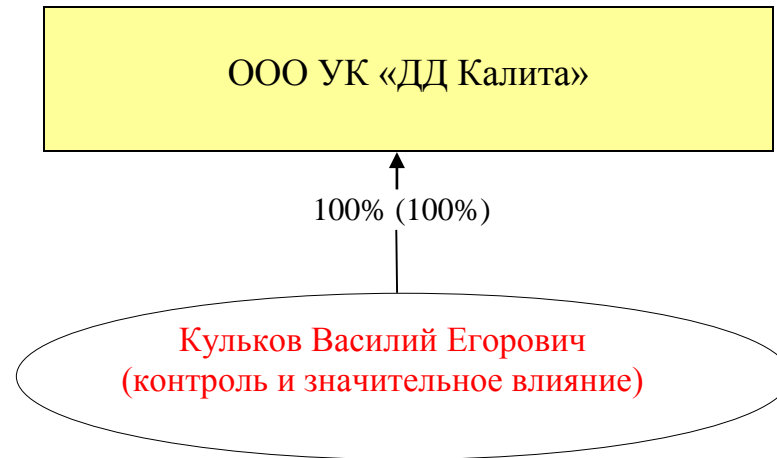 ООО УК «ДД Калита»
100% (100%)
Кульков Василий Егорович
(контроль и значительное влияние)